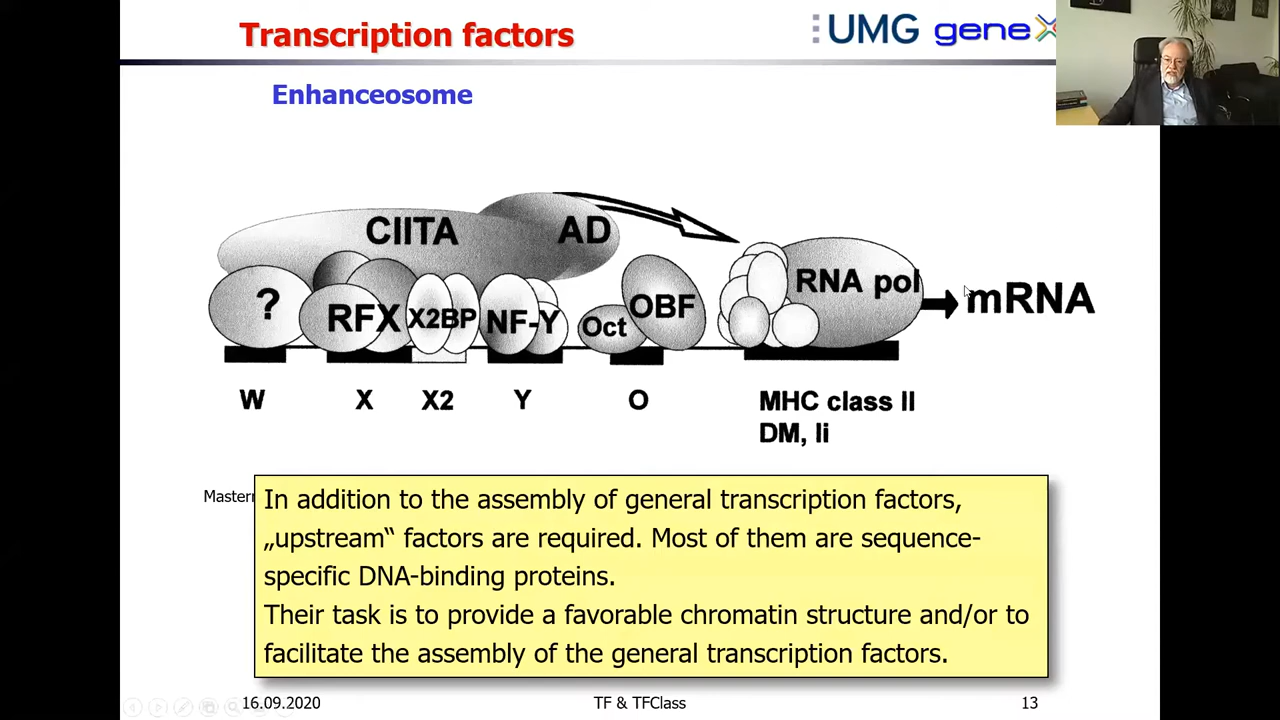 Transcription factors
UMG gene
Enhanceosome
CIITA AD
? RFX X2BP NF-Y Oct OBF RNA pol mRNA
W X X2 Y O MHC class II
DM, Ii
In addition to the assembly of general transcription factors,
„upstream“ factors are required. Most of them are sequence-
specific DNA-binding proteins.
Their task is to provide a favorable chromatin structure and/or to
facilitate the assembly of the general transcription factors.
16.09.2020 TF & TFClass 13